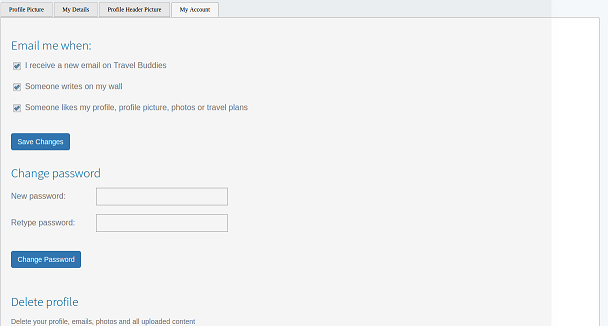 Profile Picture My Details Profile Header Picture My Account
Email me when:
I receive a new email on Travel Buddies
Someone writes on my wall
Someone likes my profile, profile picture, photos or travel plans
Save Changes
Change password
New password:
Retype password:
Change Password
Delete profile
Delete your profile, emails, photos and all uploaded content